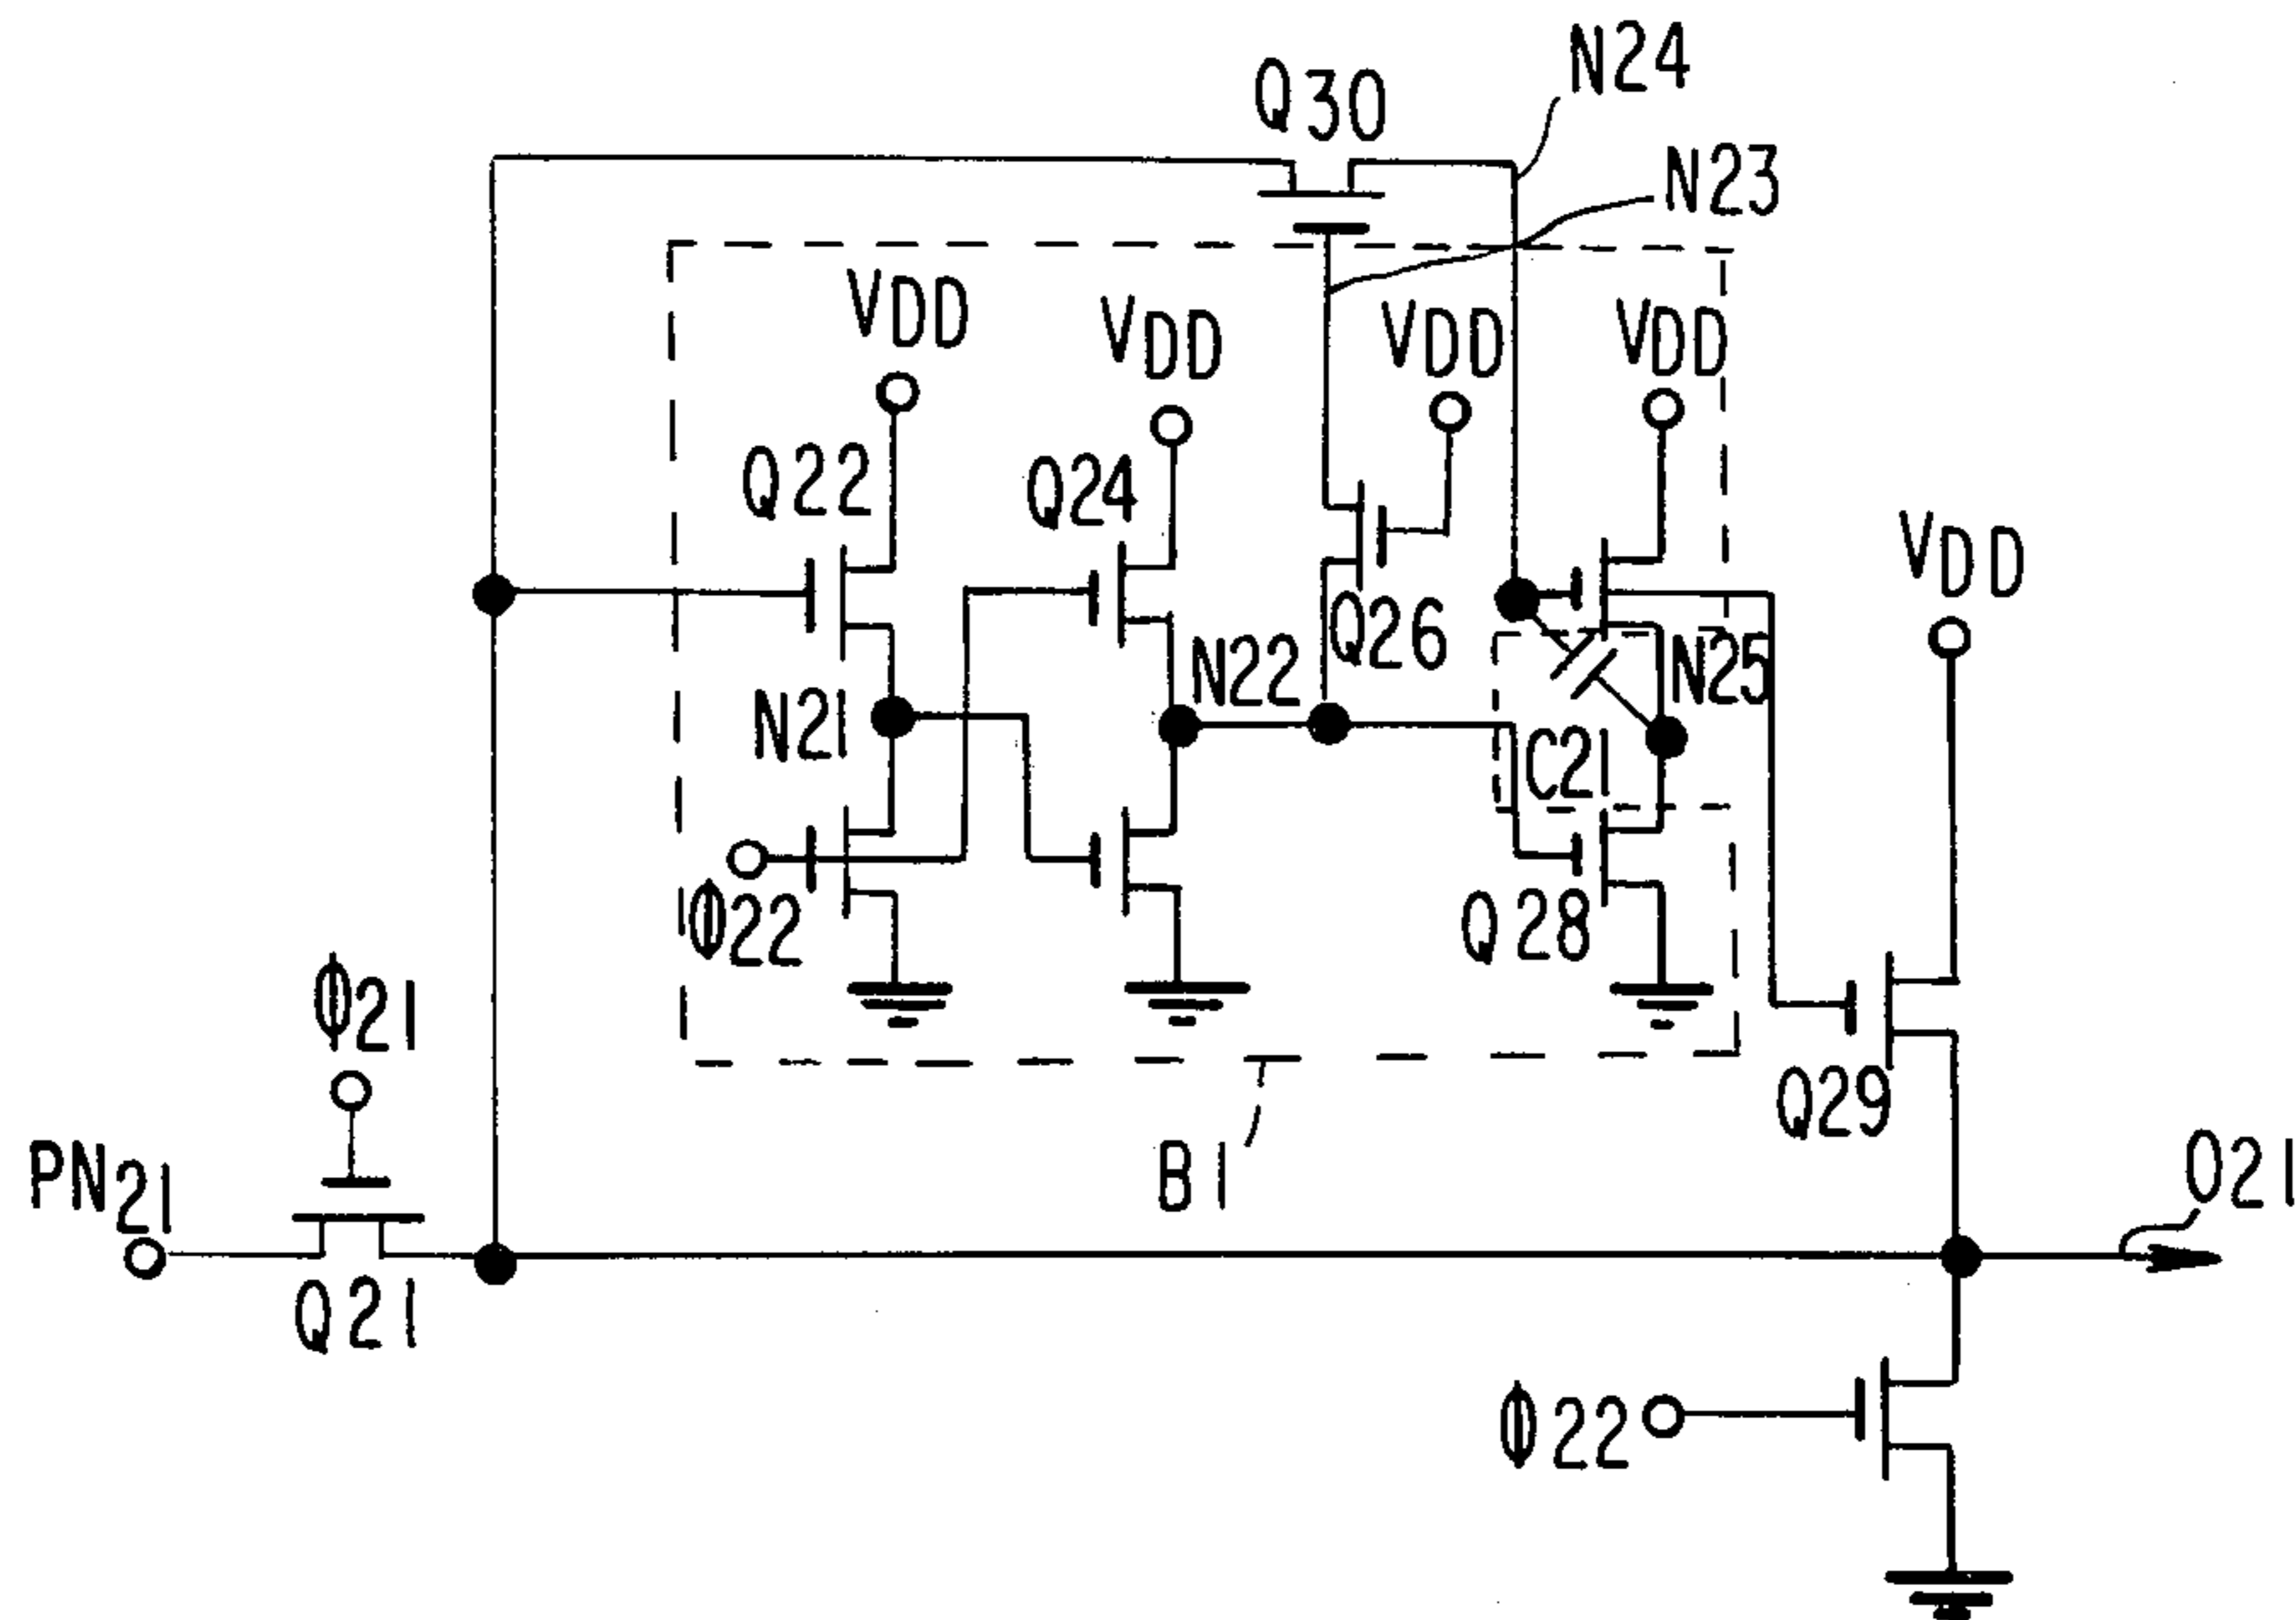 N24
Q30
N23
VDD
VDD
VDD
VDD
Q22
Q24
VDD
Q26
N22
N25
N21
C21
Φ22
Q28
Φ21
Q29
PN21
B1
O21
Q21
Φ22